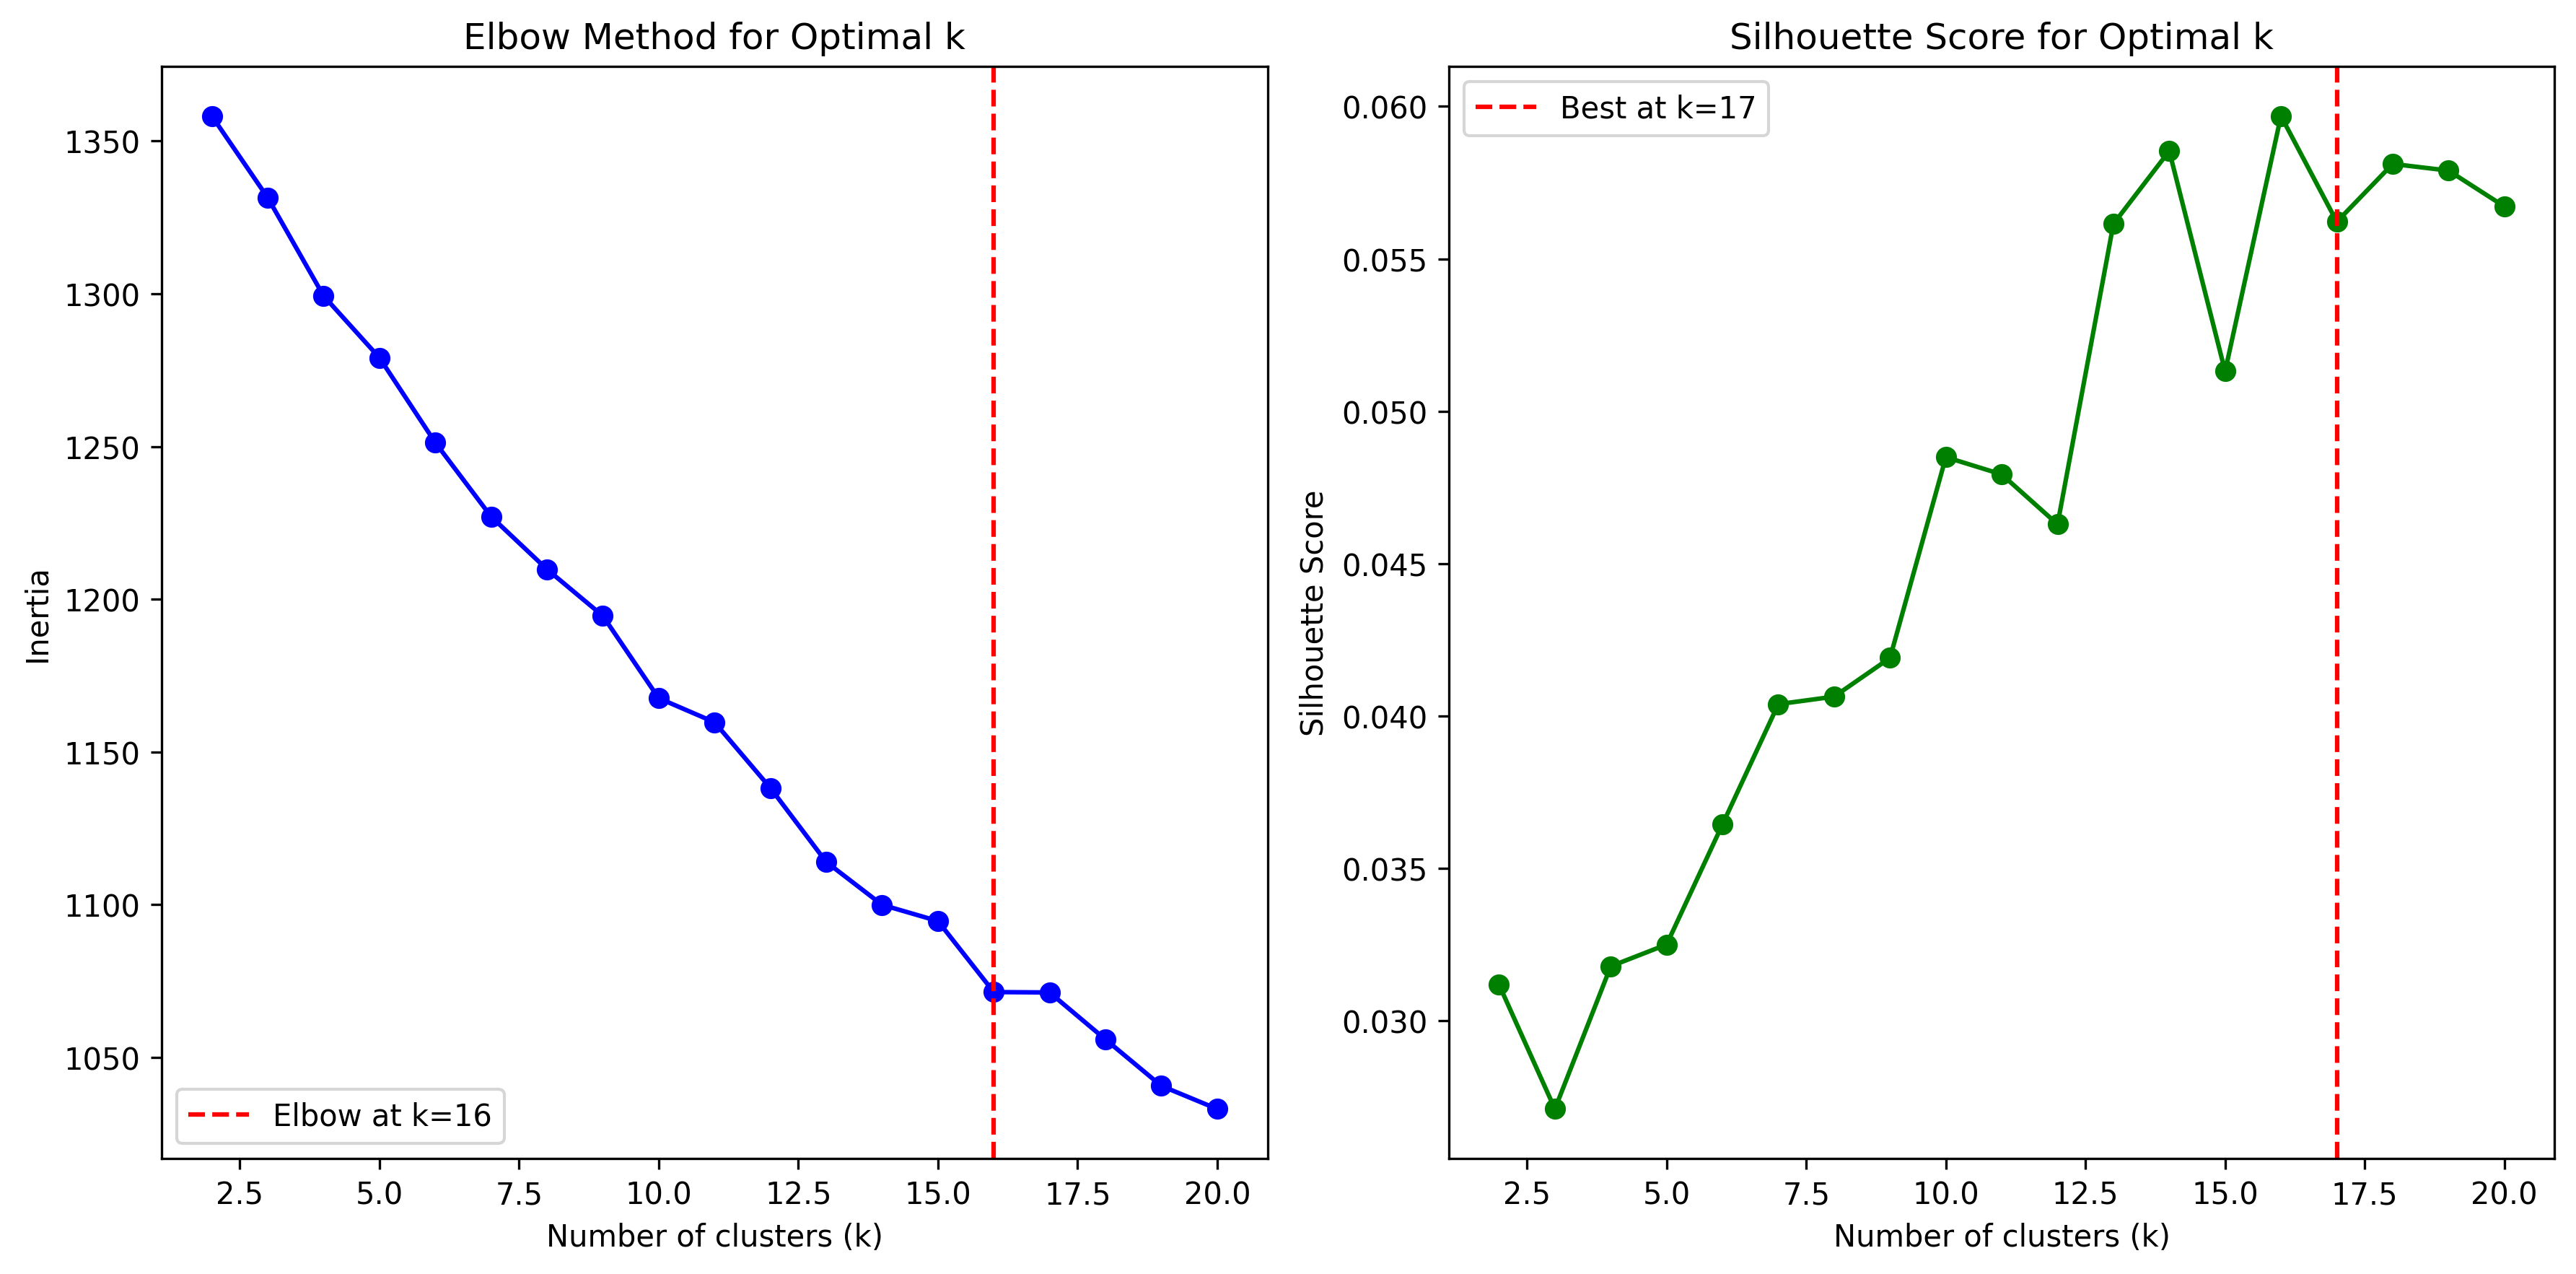 Elbow Method for Optimal k
Inertia
1350
1300
1250
1200
1150
1100
1050
Elbow at k=16
2.5 5.0 7.5 10.0 12.5 15.0 17.5 20.0
Number of clusters (k)
Silhouette Score for Optimal k
Silhouette Score
0.060
0.055
0.050
0.045
0.040
0.035
0.030
Best at k=17
2.5 5.0 7.5 10.0 12.5 15.0 17.5 20.0
Number of clusters (k)